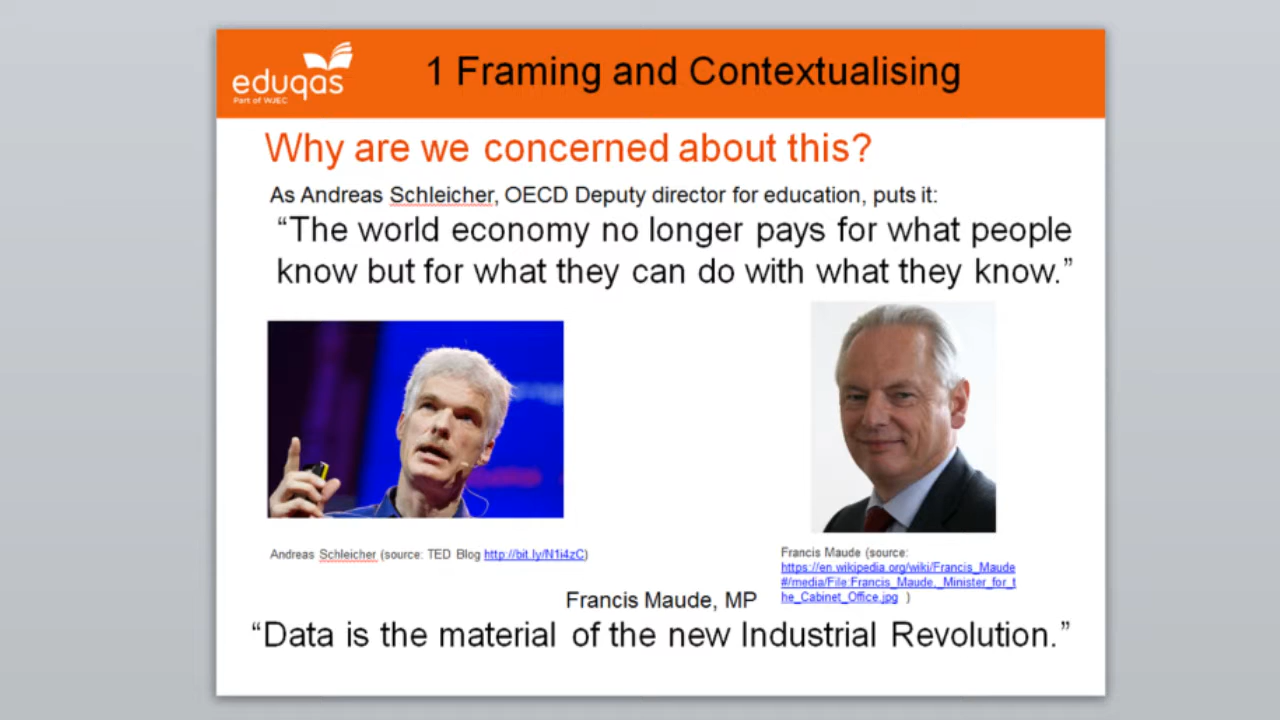 eduqas
Part of WJEC
1 Framing and Contextualising
Why are we concerned about this?
As Andreas Schleicher, OECD Deputy director for education, puts it:
“The world economy no longer pays for what people
know but for what they can do with what they know.”
Andreas Schleicher (source: TED Blog http://bit.ly/N1i4zC)
Francis Maude (source:
https://en.wikipedia.org/wiki/Francis_Maude
#/media/File:Francis_Maude,_Minister_for_t
he_Cabinet_Office.jpg )
Francis Maude, MP
“Data is the material of the new Industrial Revolution.”